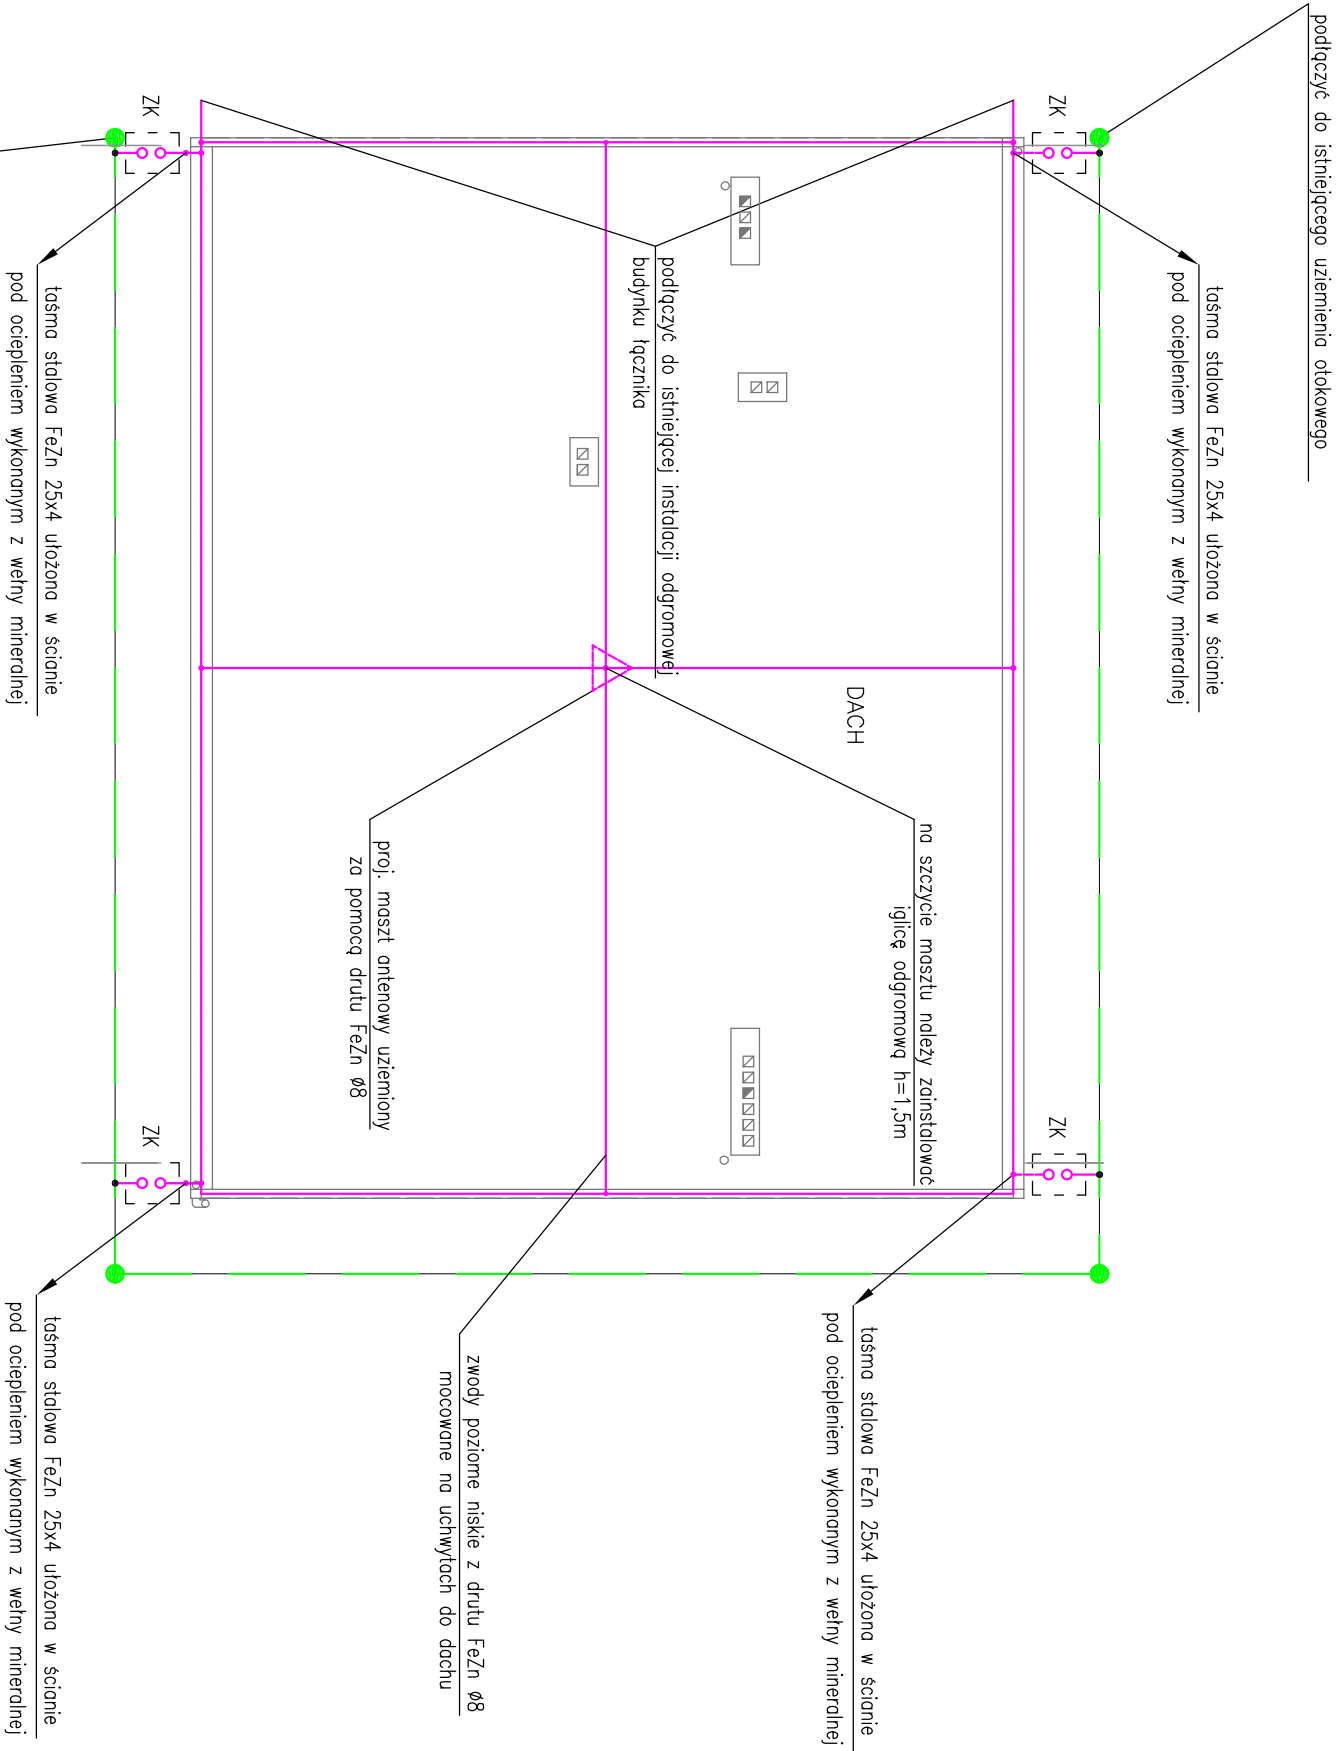 podłączyć do istniejącego uziemienia otokowego
ZK
taśma stalowa FeZn 25x4 ułożona w ścianie
pod ociepleniem wykonanym z wełny mineralnej
ZK
taśma stalowa FeZn 25x4 ułożona w ścianie
pod ociepleniem wykonanym z wełny mineralnej
na szczycie masztu należy zainstalować
iglicę odgromową h=1,5m
DACH
podłączyć do istniejącej instalacji odgromowej
budynku łącznika
zwody poziome niskie z drutu FeZn ø8
mocowane na uchwytach do dachu
proj. maszt antenowy uziemiony
za pomocą drutu FeZn ø8
ZK
taśma stalowa FeZn 25x4 ułożona w ścianie
pod ociepleniem wykonanym z wełny mineralnej
ZK
taśma stalowa FeZn 25x4 ułożona w ścianie
pod ociepleniem wykonanym z wełny mineralnej